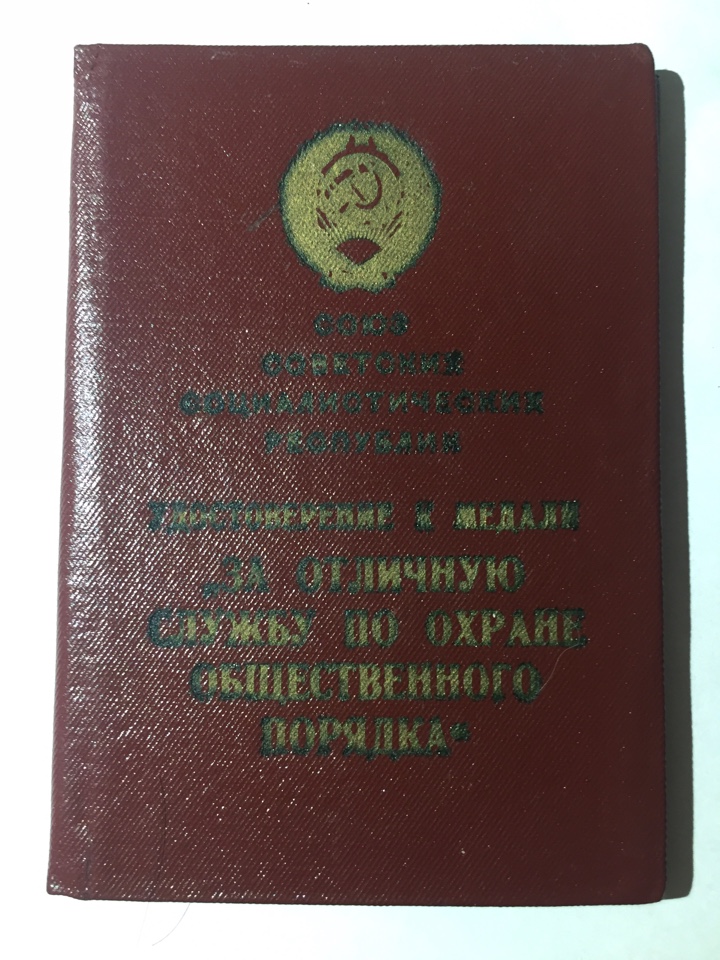 СОЮЗ
СОВЕТСКИХ
СОЦИАЛИСТИЧЕСКИХ
РЕСПУБЛИК
УДОСТОВЕРЕНИЕ К МЕДАЛИ
„ЗА ОТЛИЧНУЮ
СЛУЖБУ ПО ОХРАНЕ
ОБЩЕСТВЕННОГО
ПОРЯДКА“